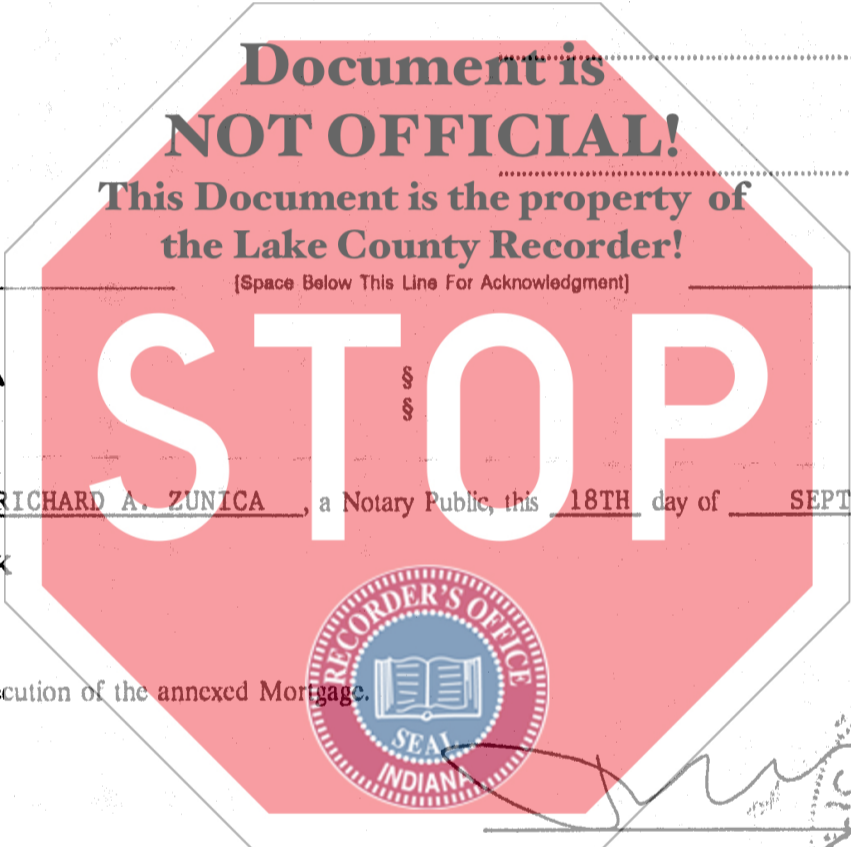 Document is
NOT OFFICIAL!
This Document is the property of
the Lake County Recorder!
[Space Below This Line For Acknowledgment]
STOP
§
§
RICHARD A. ZUNICA , a Notary Public, this 18TH day of SEPT
cution of the annexed Mortgage.
RECORDER'S OFFICE
SEAL
INDIANA